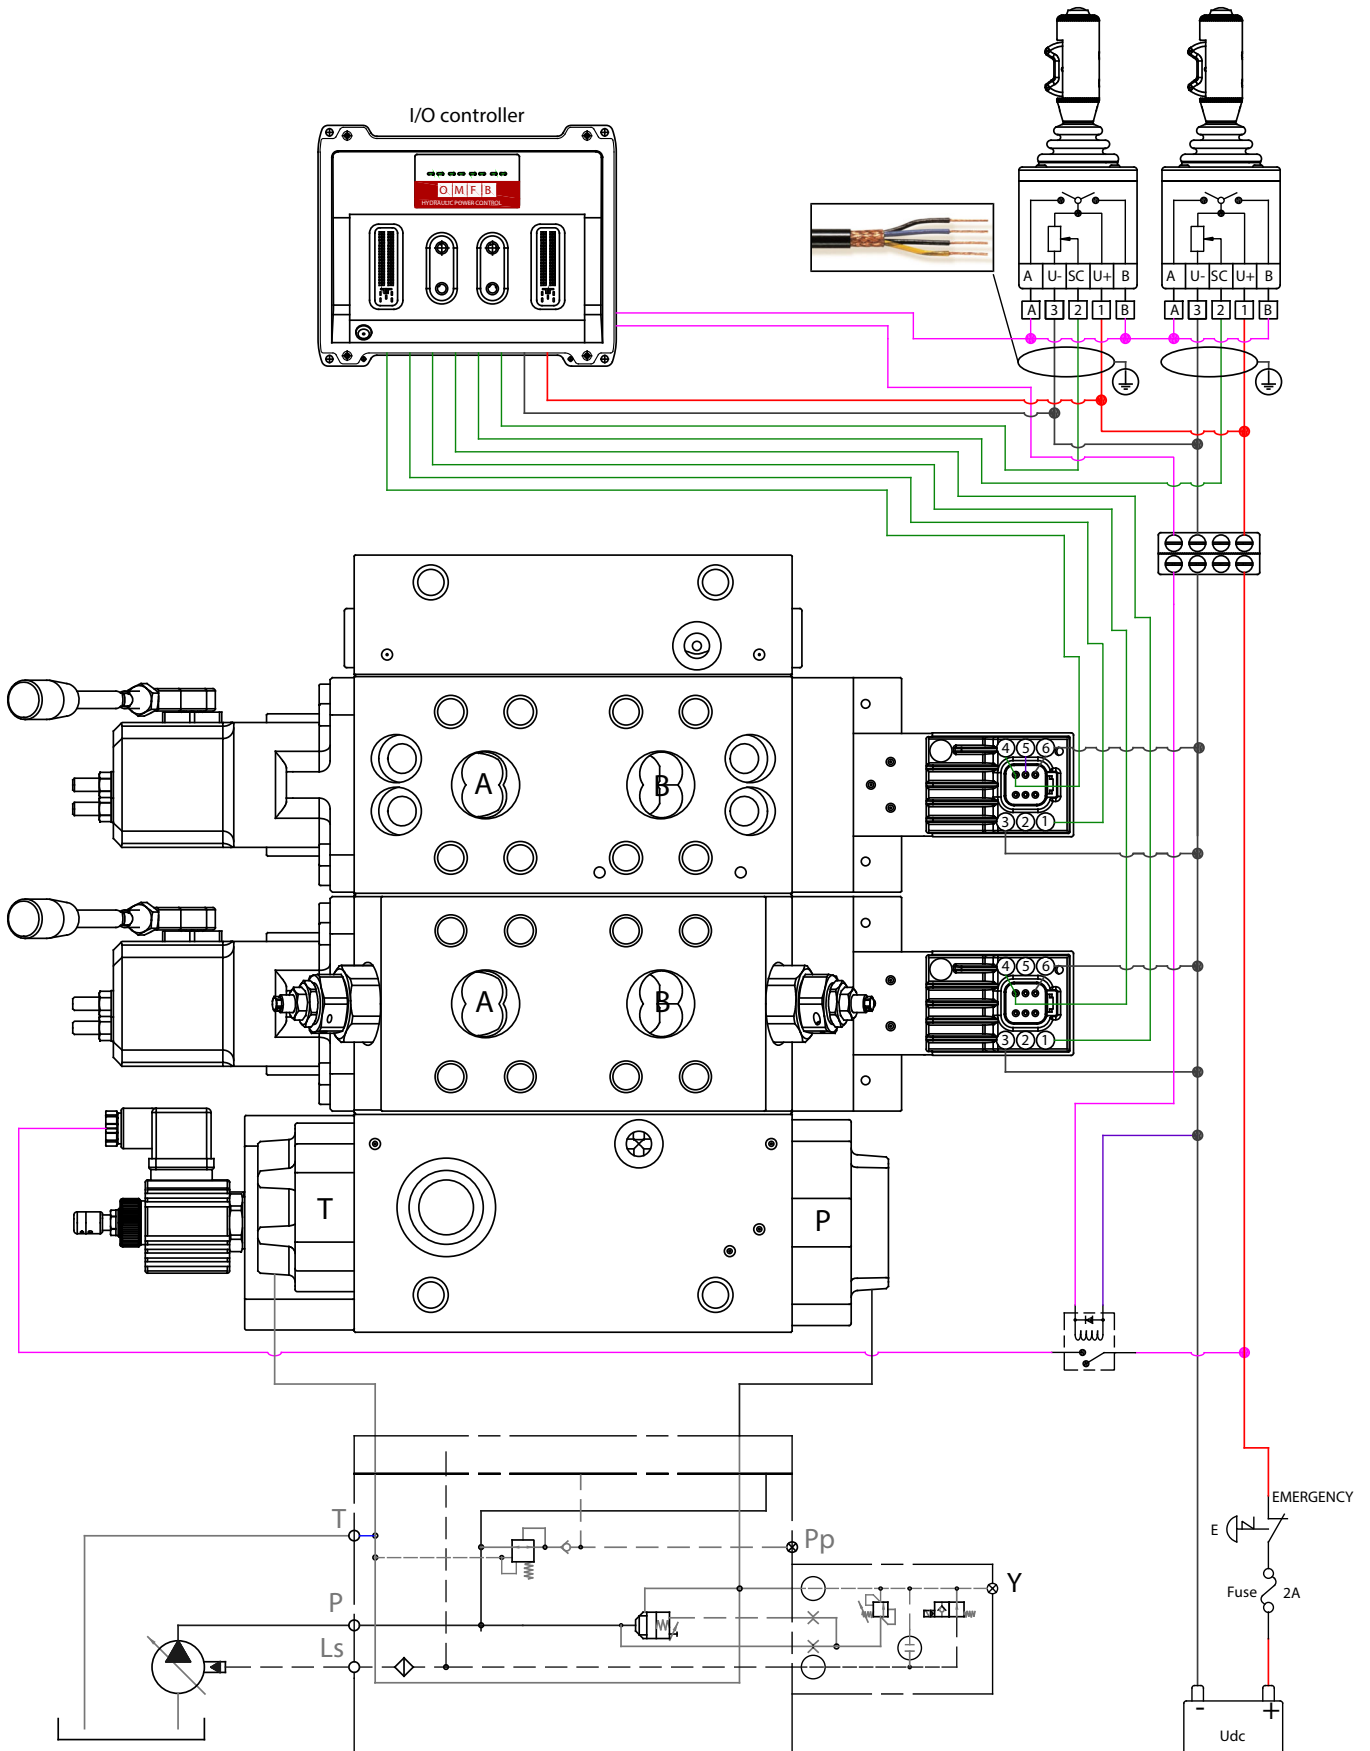 I/O controller
O M F B
HYDRAULIC POWER CONTROL
A U- SC U+ B
A U- SC U+ B
A 3 2 1 B
A 3 2 1 B
4 5 6
A B
3 2 1
4 5 6
A B
3 2 1
T P
EMERGENCY
E
T
Pp
Y
Fuse 2A
P
Ls
- +
Udc